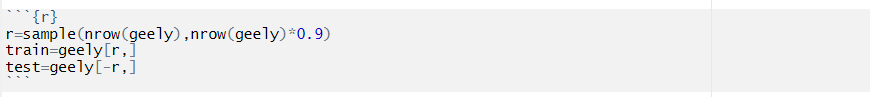 ```{r}
r=sample(nrow(geely),nrow(geely)*0.9)
train=geely[r,]
test=geely[-r,]
```